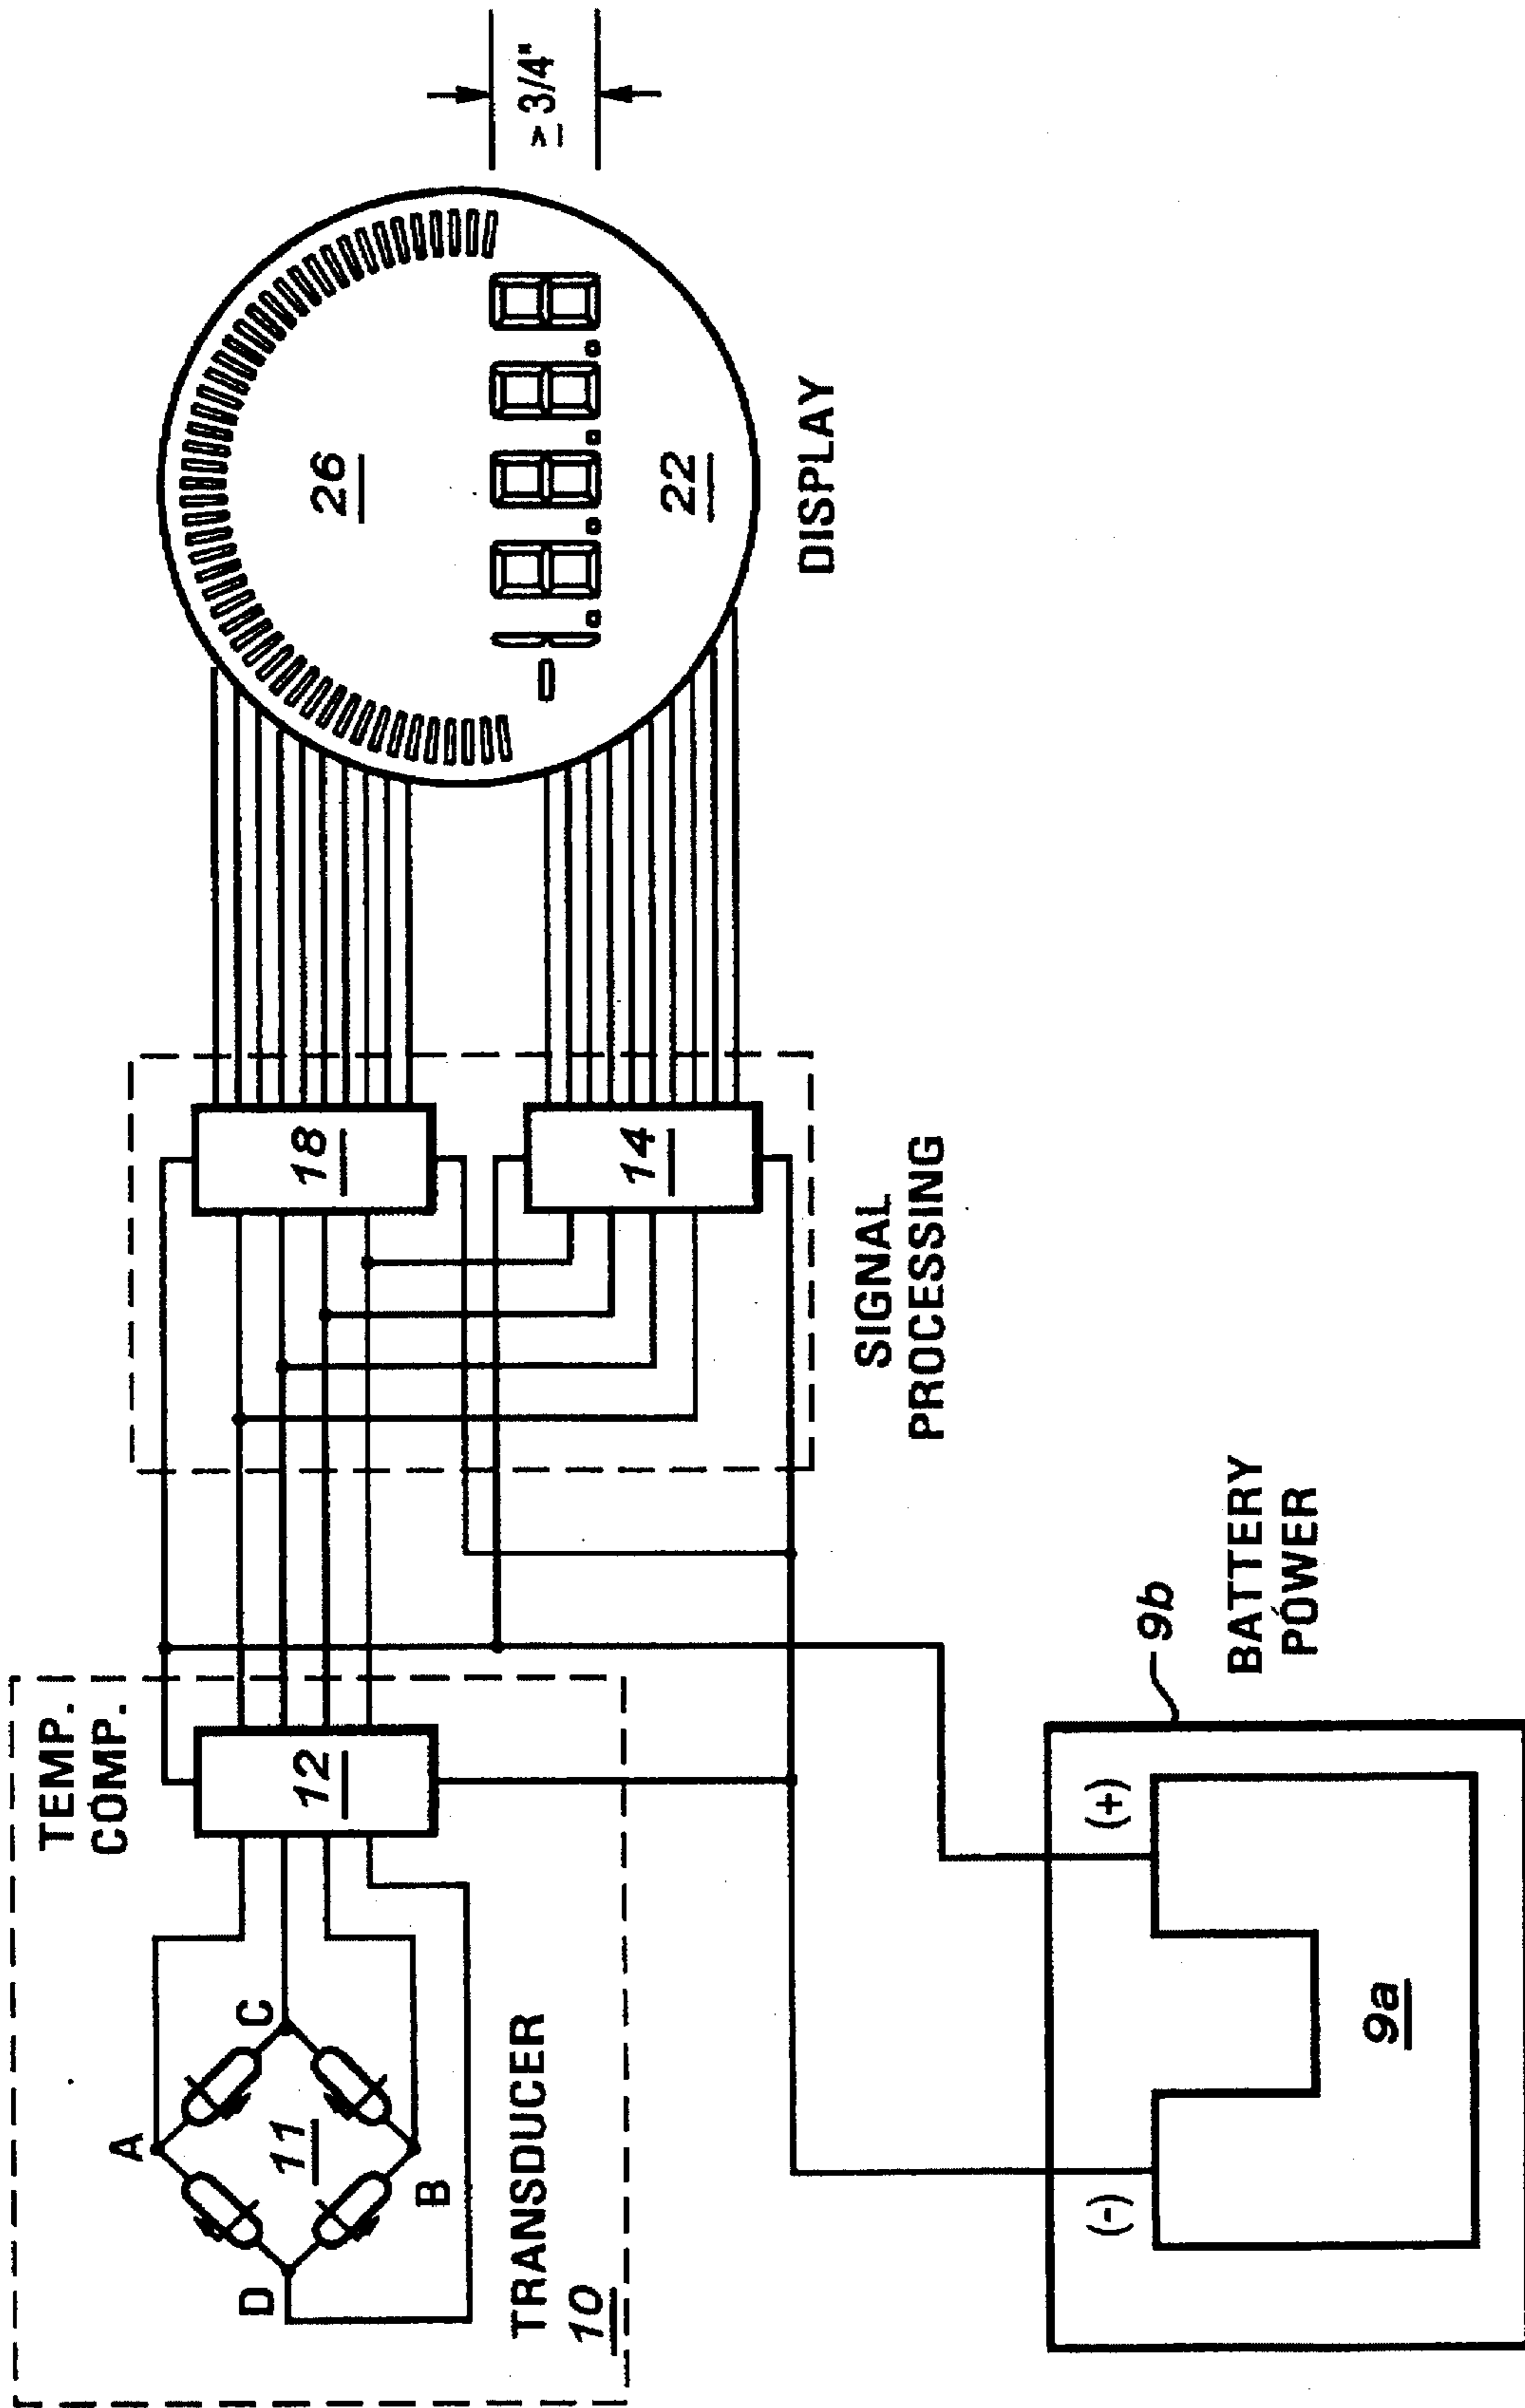 TEMP.
COMP.
12
A
C
11
B
D
TRANSDUCER
10
18
14
SIGNAL
PROCESSING
26
22
DISPLAY
≥ 3/4"
(-)
(+)
9a
9b
BATTERY
POWER